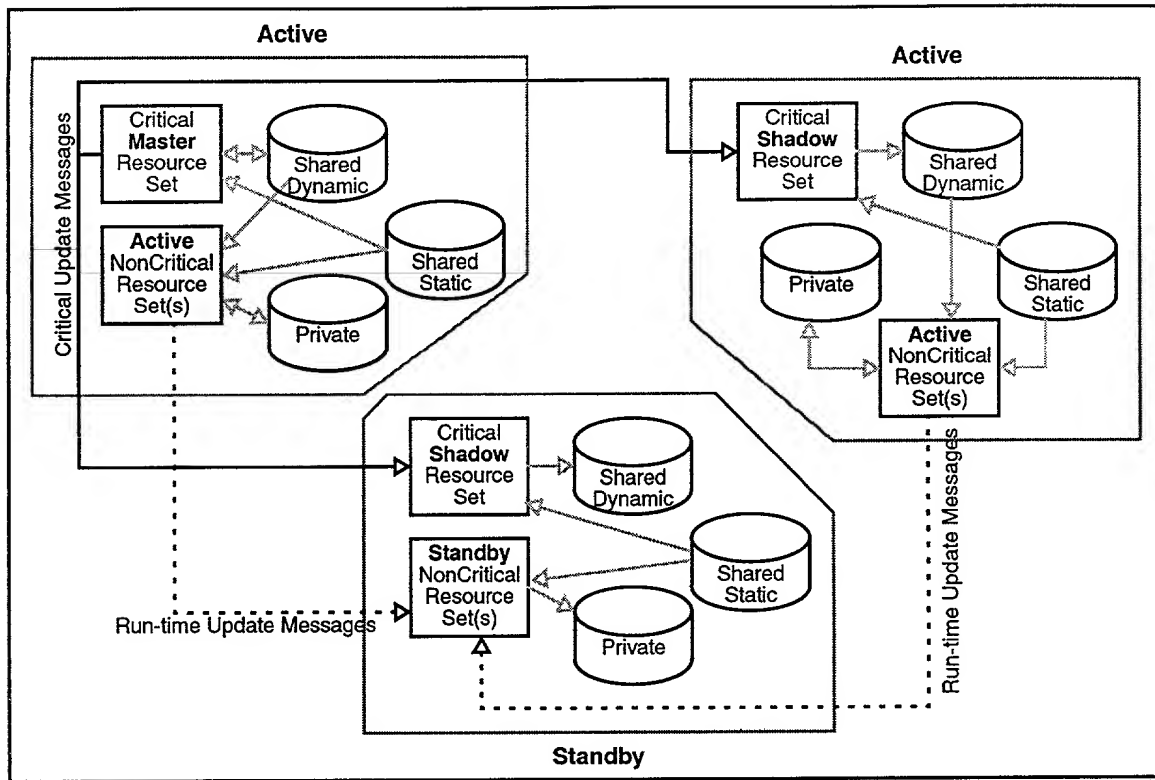 Active
Critical Update Messages
Critical
Master
Resource
Set
Shared
Dynamic
Active
NonCritical
Resource
Set(s)
Shared
Static
Private
Active
Critical
Shadow
Resource
Set
Shared
Dynamic
Private
Shared
Static
Active
NonCritical
Resource
Set(s)
Run-time Update Messages
Critical
Shadow
Resource
Set
Shared
Dynamic
Standby
NonCritical
Resource
Set(s)
Shared
Static
Private
Run-time Update Messages
Standby